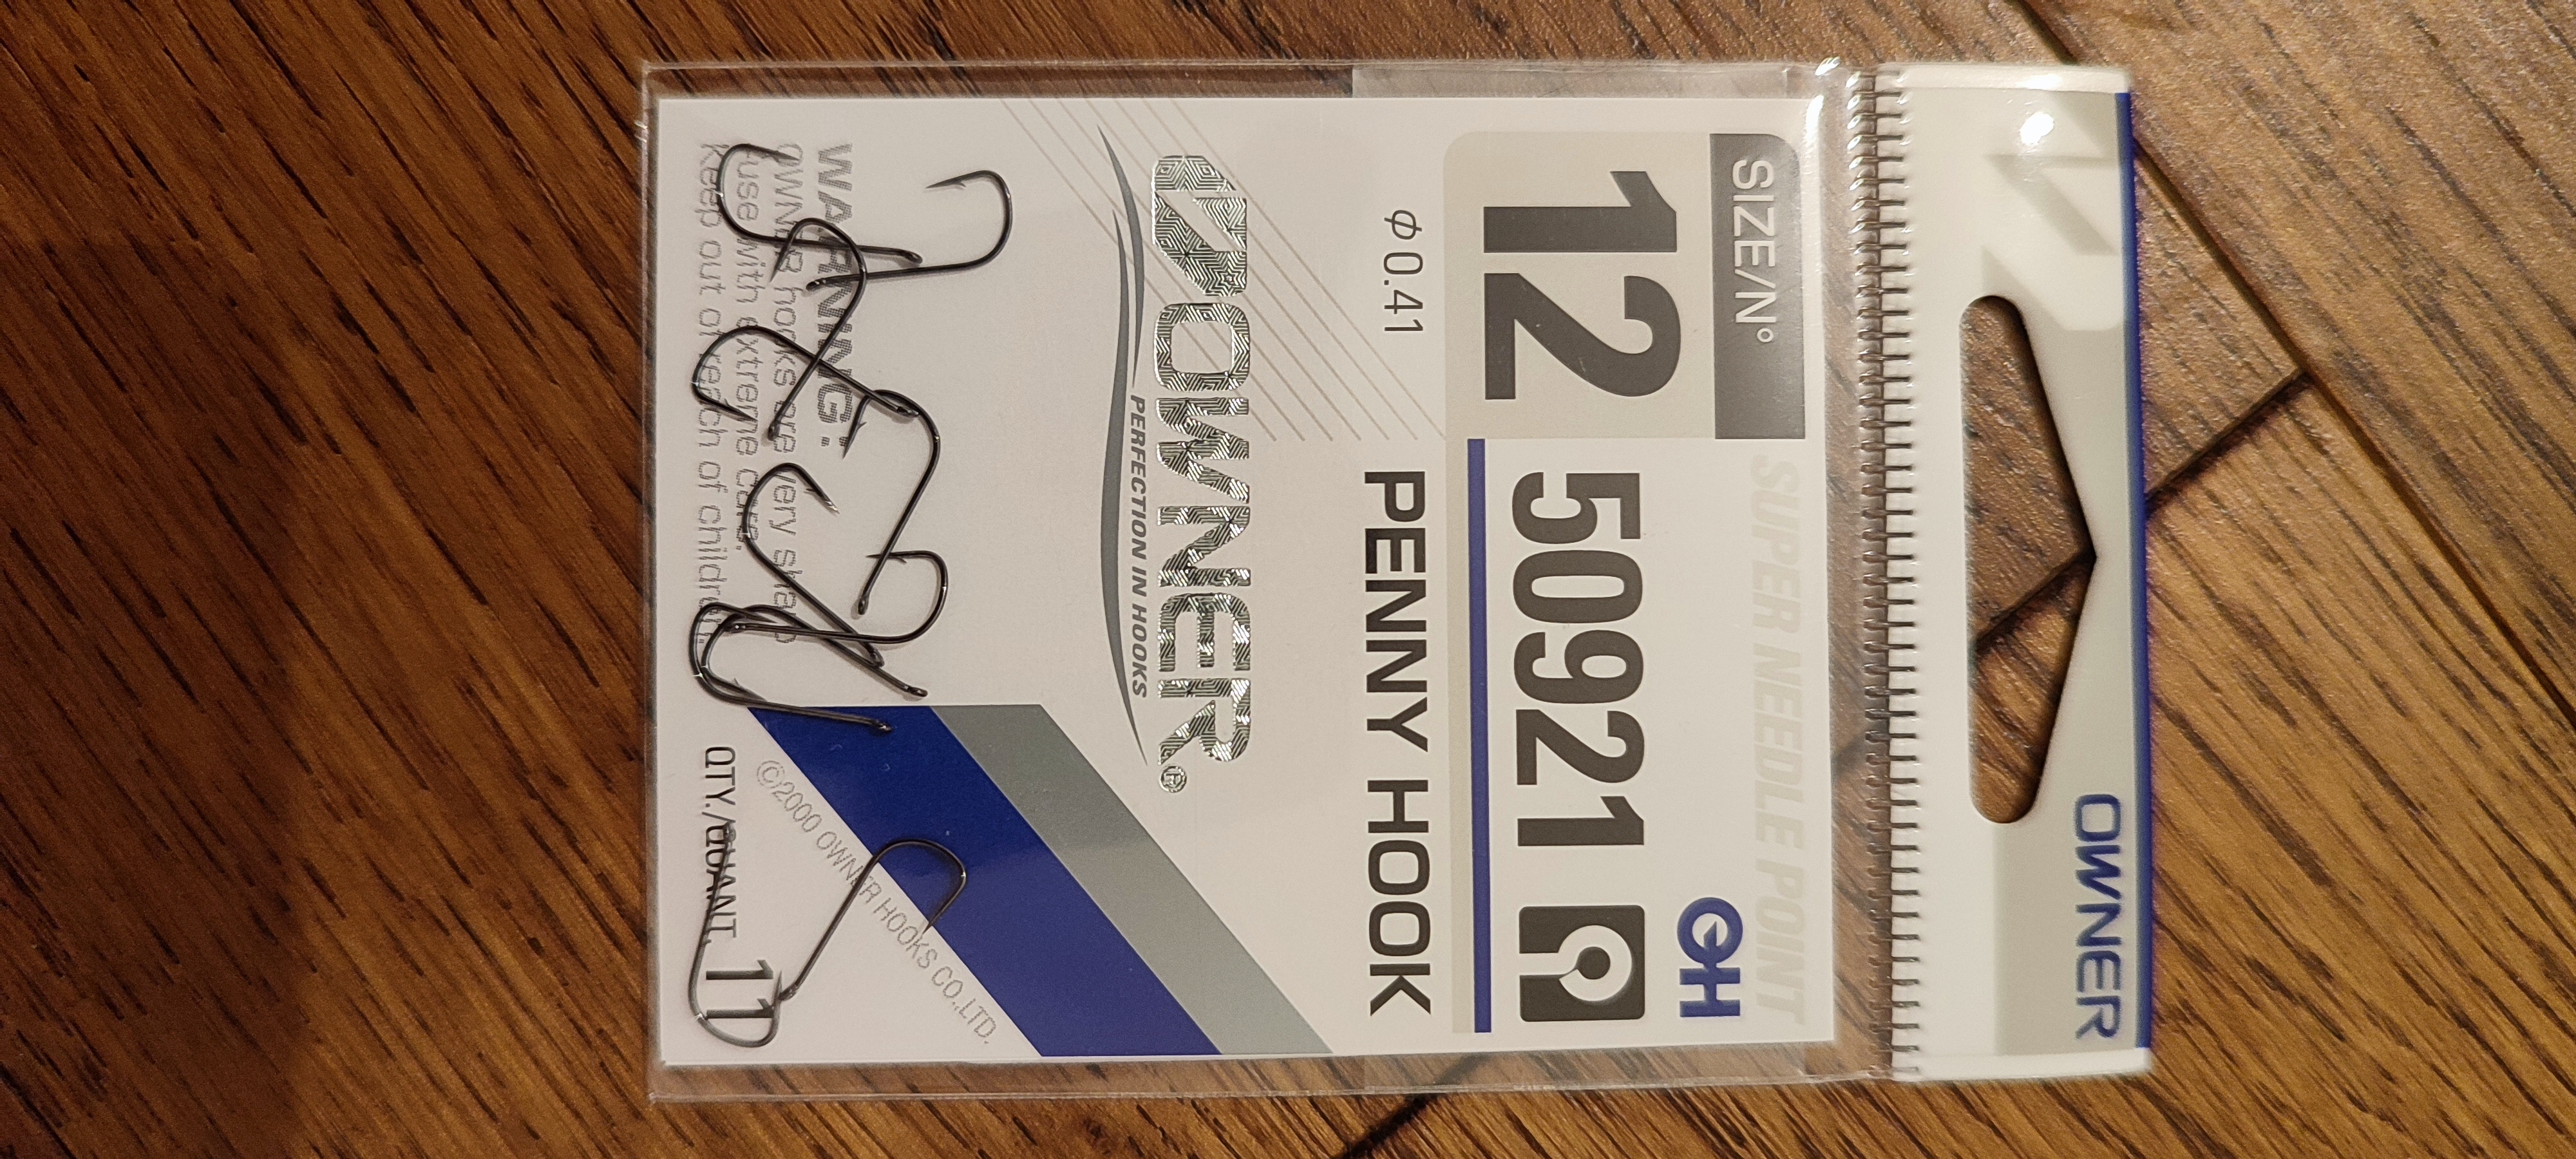 OWNER
SUPER NEEDLE POINT
SIZE/N°
12
50921
φ0.41
PENNY HOOK
OWNER®
PERFECTION IN HOOKS
WARNING:
OWNER hooks are very sharp
use with extreme care.
Keep out of reach of children.
©2000 OWNER HOOKS CO.,LTD.
QTY./QUANT. 11